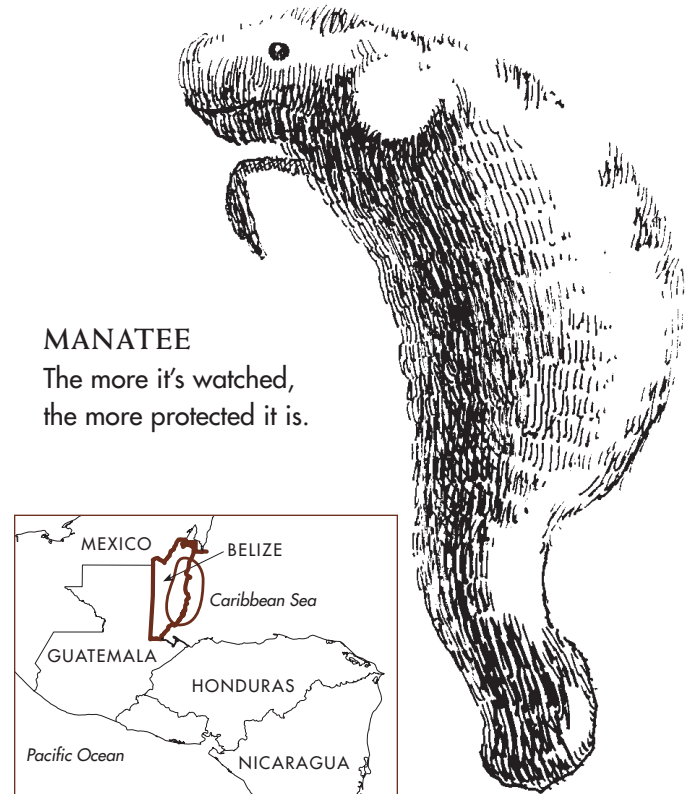 MANATEE
The more it's watched,
the more protected it is.
MEXICO
BELIZE
Caribbean Sea
GUATEMALA
HONDURAS
Pacific Ocean
NICARAGUA